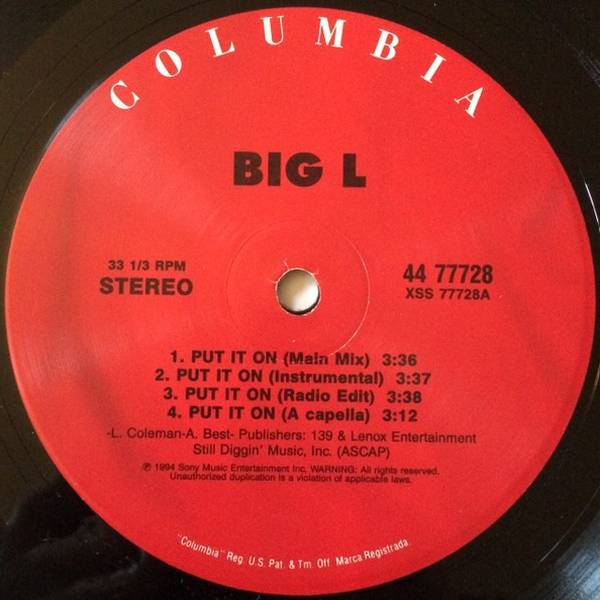 COLUMBIA
BIG L
33 1/3 RPM
STEREO
44 77728
XSS 77728A
1. PUT IT ON (Main Mix) 3:36
2. PUT IT ON (Instrumental) 3:37
3. PUT IT ON (Radio Edit) 3:38
4. PUT IT ON (A capella) 3:12
-L. Coleman-A. Best- Publishers: 139 & Lenox Entertainment
Still Diggin' Music, Inc. (ASCAP)
℗ 1994 Sony Music Entertainment Inc. WARNING: All rights reserved.
Unauthorized duplication is a violation of applicable laws.
"Columbia" Reg. U.S. Pat. & Tm. Off. Marca Registrada.